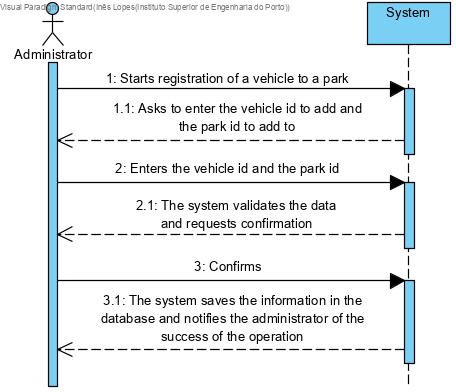 Visual Paradigm Standard(Inês Lopes(Instituto Superior de Engenharia do Porto))
System
Administrator
1: Starts registration of a vehicle to a park
1.1: Asks to enter the vehicle id to add and
the park id to add to
2: Enters the vehicle id and the park id
2.1: The system validates the data
and requests confirmation
3: Confirms
3.1: The system saves the information in the
database and notifies the administrator of the
success of the operation